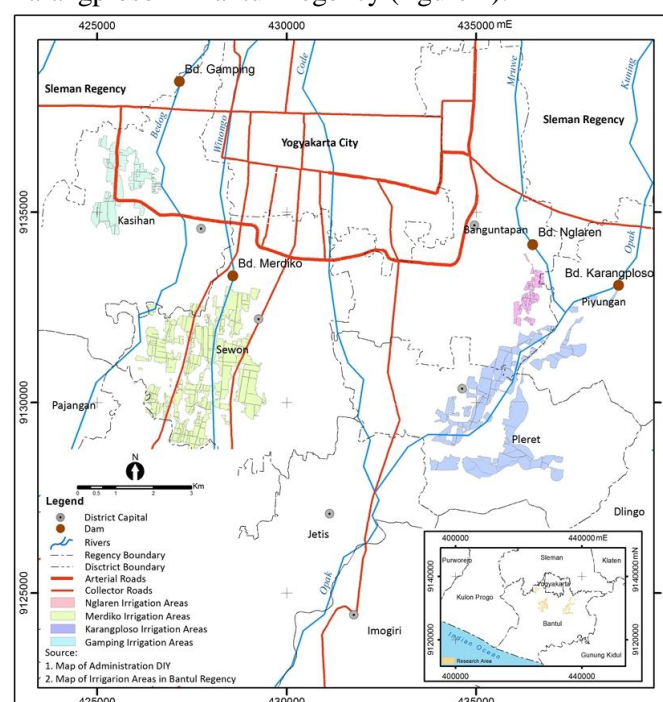 425000
430000
435000 mE
Bd. Gamping
Code
Mruwe
Kuning
Sleman Regency
Bedog
Winongo
Yogyakarta City
Sleman Regency
9135000
Kasihan
Banguntapan
Bd. Nglaren
Opak
Bd. Merdiko
Bd. Karangploso
Piyungan
Sewon
9130000
Pajangan
Pleret
N
0 0.5 1 2 3 Km
Legend
District Capital
Dam
Rivers
Regency Boundary
Disctrict Boundary
Arterial Roads
Collector Roads
Nglaren Irrigation Areas
Merdiko Irrigation Areas
Karangploso Irrigation Areas
Gamping Irrigation Areas
Source:
1. Map of Administration DIY
2. Map of Irrigarion Areas in Bantul Regency
Dlingo
Jetis
9125000
Opak
Imogiri
400000
440000 mE
Purworejo
Sleman
Klaten
9140000
9140000 mN
Yogyakarta
Kulon Progo
Bantul
9120000
9120000
Indian Ocean
Gunung Kidul
Research Area
400000
440000
425000
430000
435000